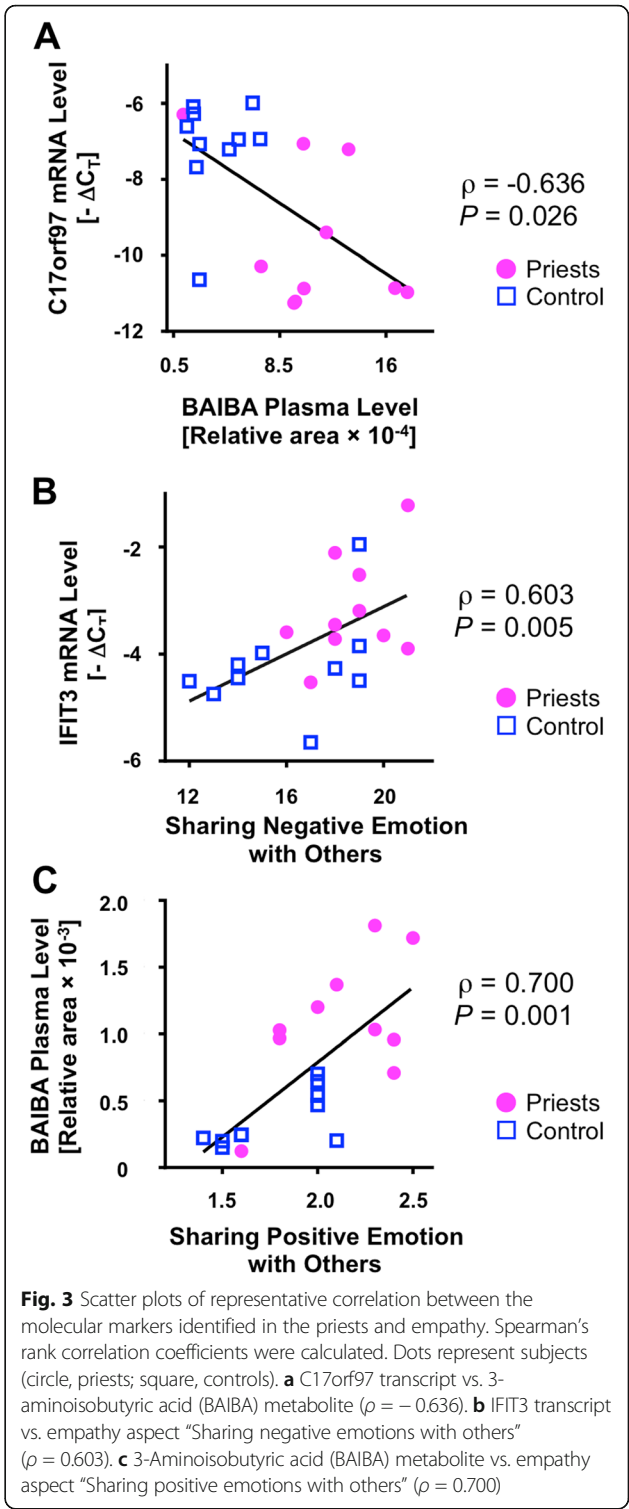 A
C17orf97 mRNA Level
[- ΔCT]
-6
-8
-10
-12
0.5 8.5 16
BAIBA Plasma Level
[Relative area × 10-4]
ρ = -0.636
P = 0.026
Priests
Control
B
IFIT3 mRNA Level
[- ΔCT]
-2
-4
-6
12 16 20
Sharing Negative Emotion
with Others
ρ = 0.603
P = 0.005
Priests
Control
C
BAIBA Plasma Level
[Relative area × 10-3]
2.0
1.5
1.0
0.5
0
1.5 2.0 2.5
Sharing Positive Emotion
with Others
ρ = 0.700
P = 0.001
Priests
Control
Fig. 3 Scatter plots of representative correlation between the
molecular markers identified in the priests and empathy. Spearman's
rank correlation coefficients were calculated. Dots represent subjects
(circle, priests; square, controls). a C17orf97 transcript vs. 3-
aminoisobutyric acid (BAIBA) metabolite (ρ = − 0.636). b IFIT3 transcript
vs. empathy aspect "Sharing negative emotions with others"
(ρ = 0.603). c 3-Aminoisobutyric acid (BAIBA) metabolite vs. empathy
aspect "Sharing positive emotions with others" (ρ = 0.700)